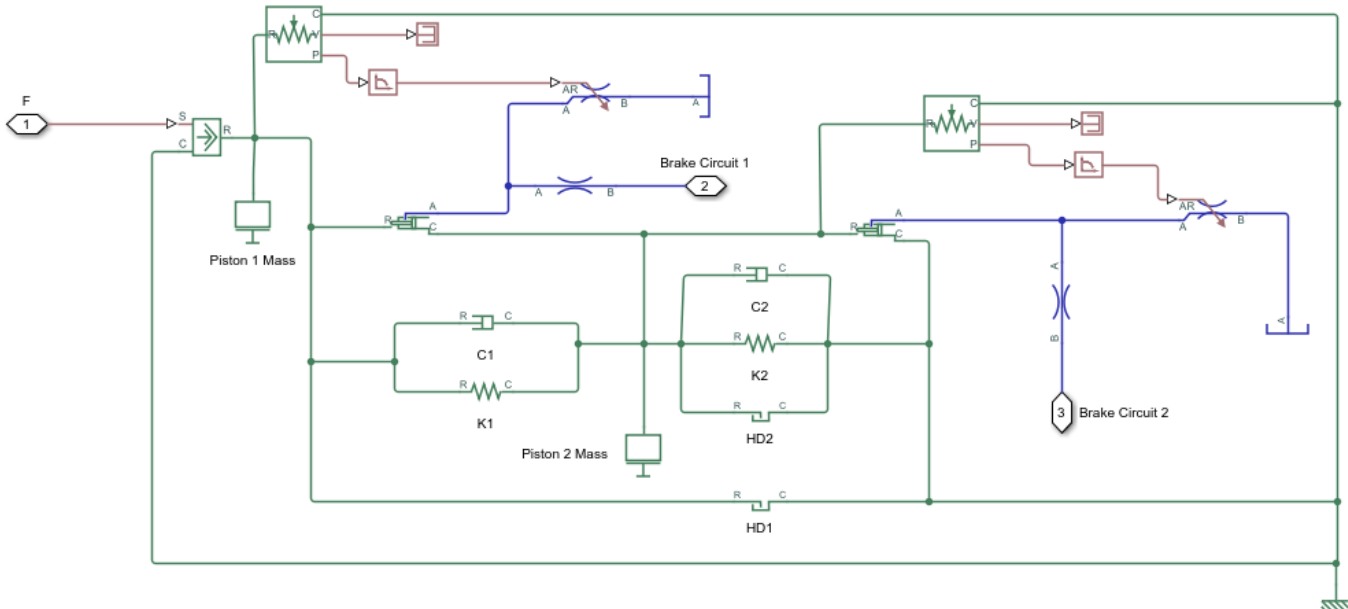 C
R V
P
F
AR
B
A
A
1
S
R
C
C
R V
P
Brake Circuit 1
A B
2
AR
B
A
A
R
C
A
R
C
Piston 1 Mass
R C
C2
A
B
R C
C1
R C
K2
A
R C
K1
R C
HD2
3 Brake Circuit 2
Piston 2 Mass
R C
HD1